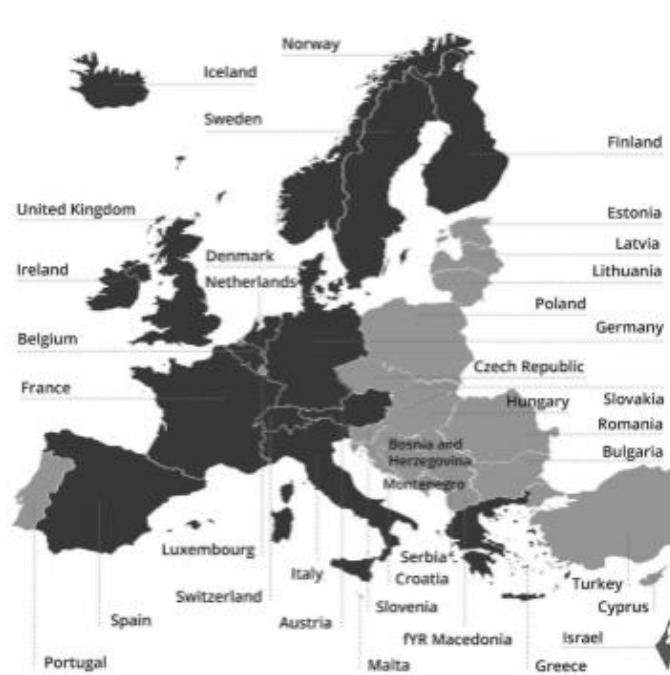 Norway
Iceland
Sweden
Finland
United Kingdom
Estonia
Denmark
Latvia
Ireland
Netherlands
Lithuania
Poland
Germany
Belgium
Czech Republic
France
Hungary
Slovakia
Romania
Bosnia and
Herzegovina
Bulgaria
Montenegro
Luxembourg
Serbia
Italy
Croatia
Turkey
Switzerland
Slovenia
Cyprus
Spain
Austria
fYR Macedonia
Israel
Portugal
Malta
Greece